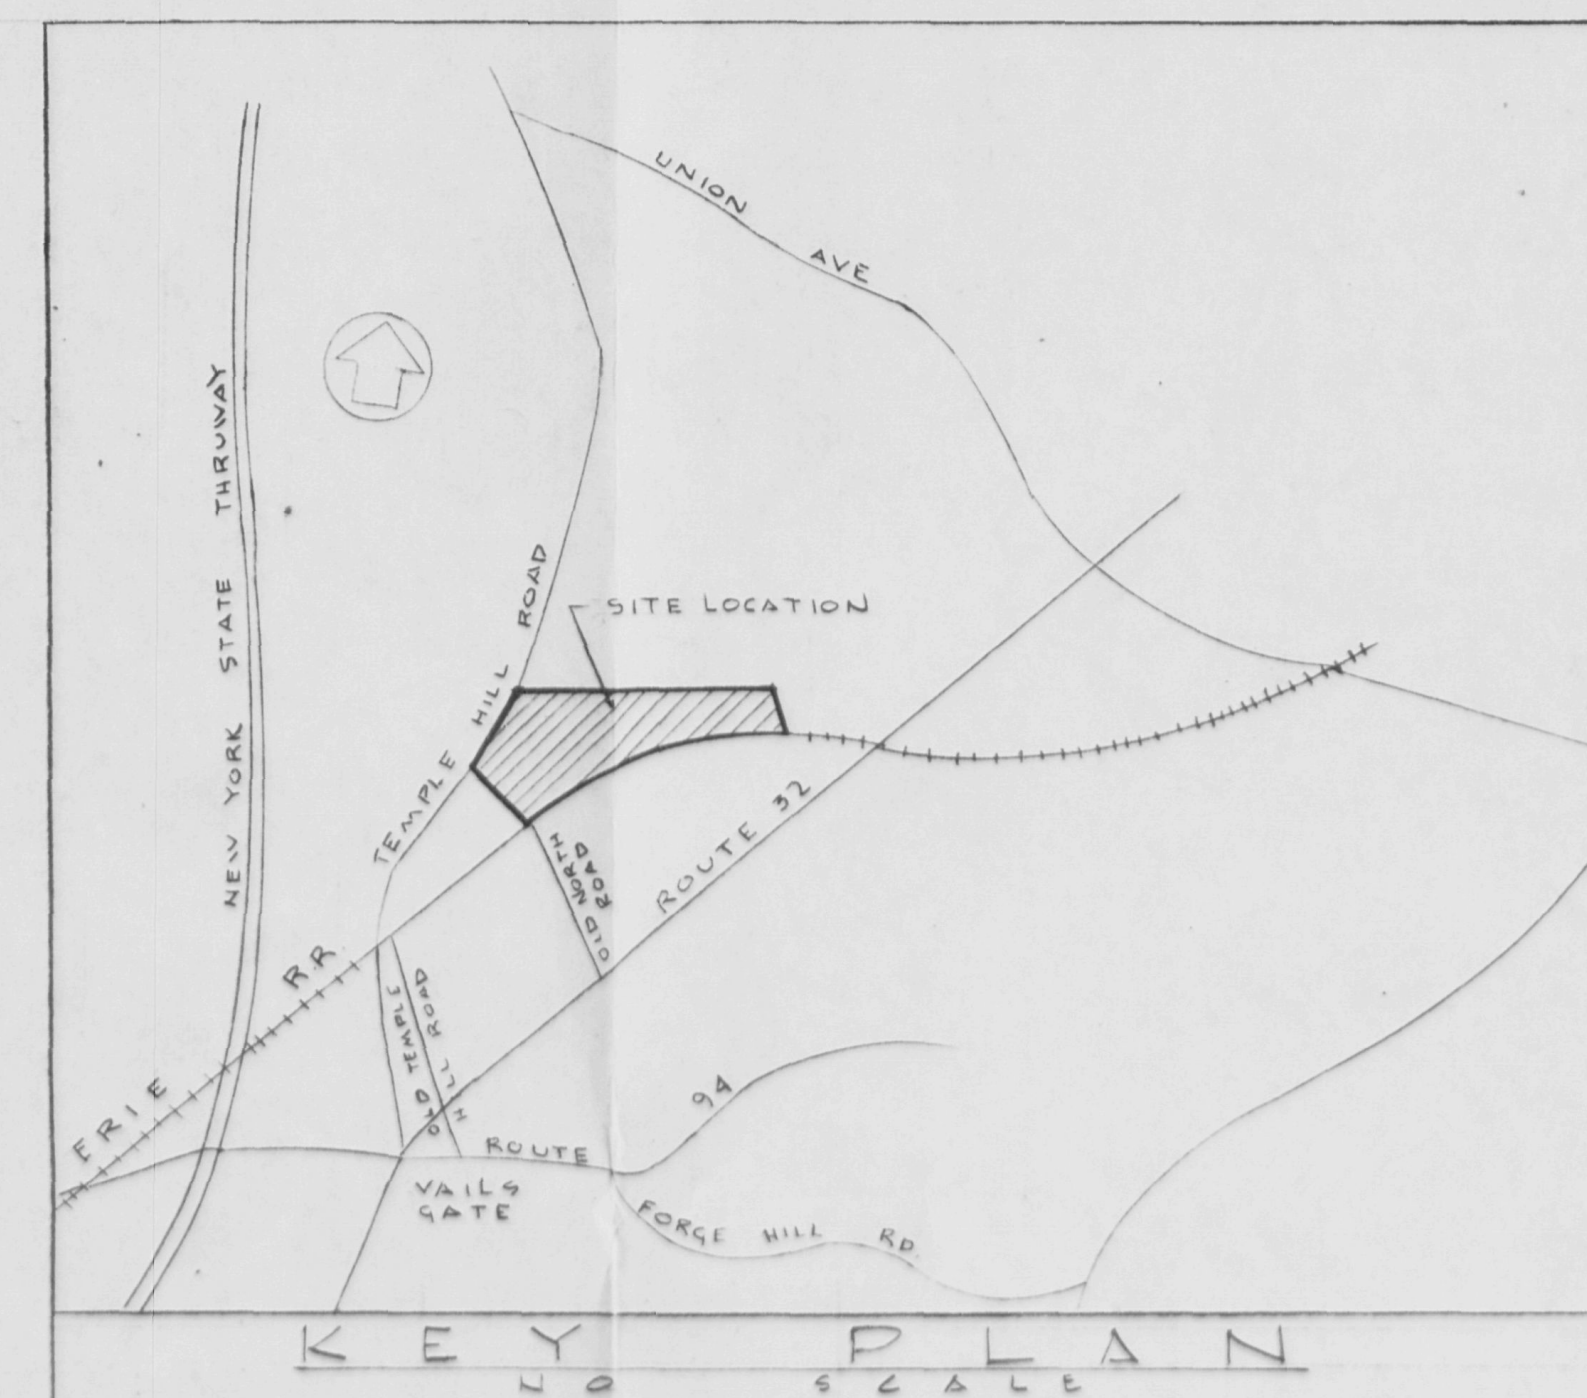 UNION AVE
NEW YORK STATE THRUWAY
TEMPLE HILL ROAD
SITE LOCATION
ROUTE 32
OLD NORTH
ROAD
ERIE R.R.
OLD TEMPLE
HILL ROAD
ROUTE 94
VAILS
GATE
FORGE HILL RD.
KEY PLAN
NO SCALE